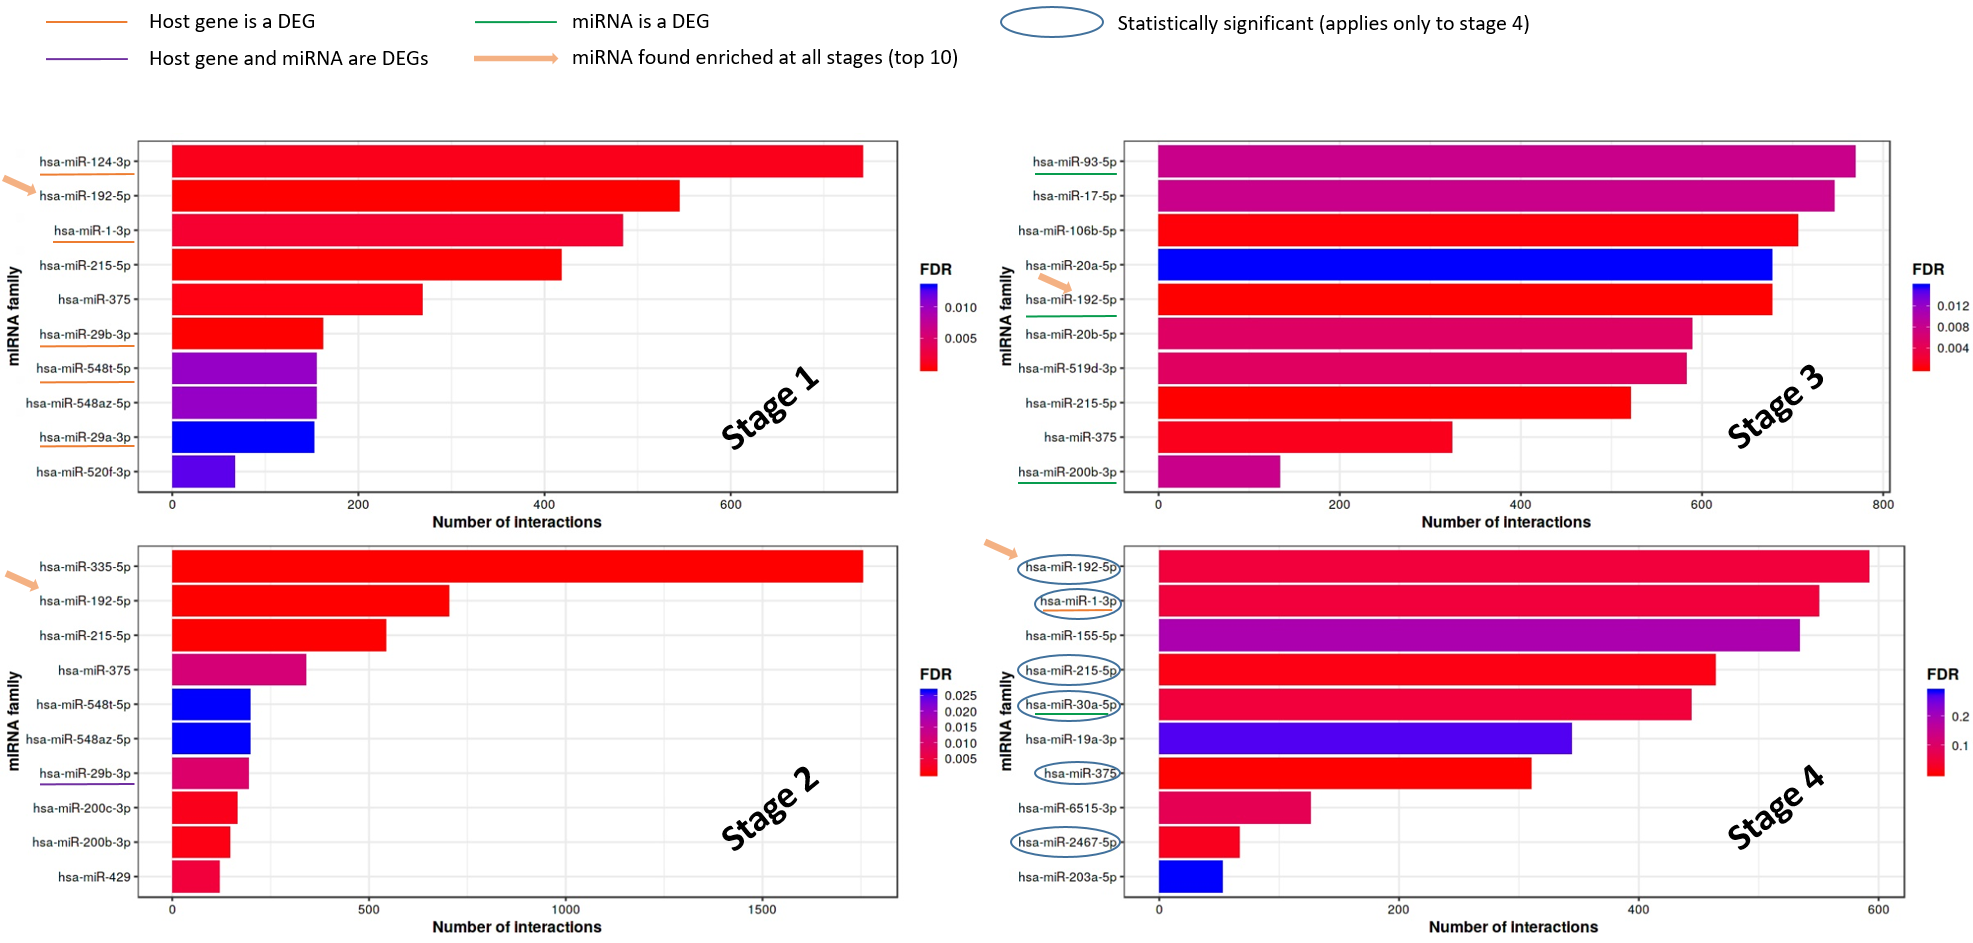 Host gene is a DEG
miRNA is a DEG
Statistically significant (applies only to stage 4)
Host gene and miRNA are DEGs
miRNA found enriched at all stages (top 10)
miRNA family
hsa-miR-124-3p
hsa-miR-192-5p
hsa-miR-1-3p
hsa-miR-215-5p
hsa-miR-375
hsa-miR-29b-3p
hsa-miR-548t-5p
hsa-miR-548az-5p
hsa-miR-29a-3p
hsa-miR-520f-3p
0 200 400 600
Number of interactions
Stage 1
FDR
0.010
0.005
miRNA family
hsa-miR-93-5p
hsa-miR-17-5p
hsa-miR-106b-5p
hsa-miR-20a-5p
hsa-miR-192-5p
hsa-miR-20b-5p
hsa-miR-519d-3p
hsa-miR-215-5p
hsa-miR-375
hsa-miR-200b-3p
0 200 400 600 800
Number of interactions
Stage 3
FDR
0.012
0.008
0.004
miRNA family
hsa-miR-335-5p
hsa-miR-192-5p
hsa-miR-215-5p
hsa-miR-375
hsa-miR-548t-5p
hsa-miR-548az-5p
hsa-miR-29b-3p
hsa-miR-200c-3p
hsa-miR-200b-3p
hsa-miR-429
0 500 1000 1500
Number of interactions
Stage 2
FDR
0.025
0.020
0.015
0.010
0.005
miRNA family
hsa-miR-192-5p
hsa-miR-1-3p
hsa-miR-155-5p
hsa-miR-215-5p
hsa-miR-30a-5p
hsa-miR-19a-3p
hsa-miR-375
hsa-miR-6515-3p
hsa-miR-2467-5p
hsa-miR-203a-5p
0 200 400 600
Number of interactions
Stage 4
FDR
0.2
0.1